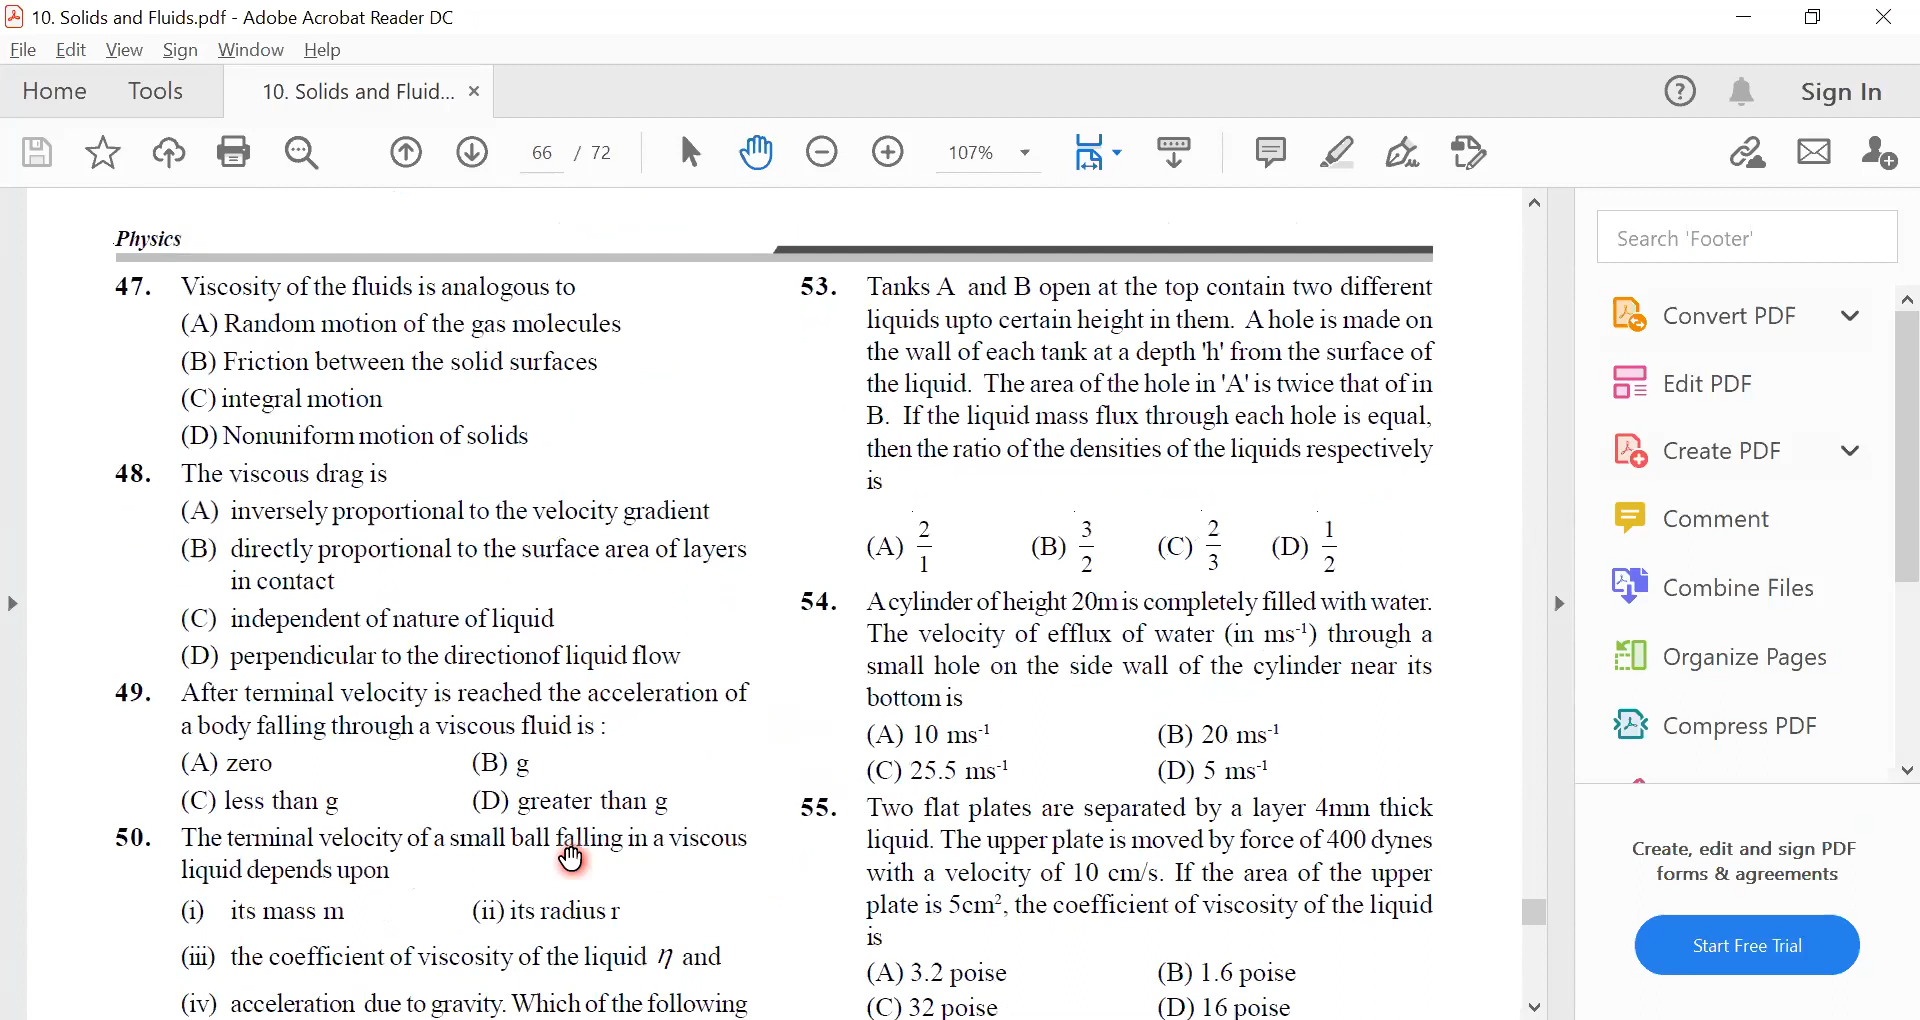 10. Solids and Fluids.pdf - Adobe Acrobat Reader DC
File Edit View Sign Window Help
Home Tools 10. Solids and Fluid... × Sign In
66 / 72 107%
Physics
47. Viscosity of the fluids is analogous to
(A) Random motion of the gas molecules
(B) Friction between the solid surfaces
(C) integral motion
(D) Nonuniform motion of solids
48. The viscous drag is
(A) inversely proportional to the velocity gradient
(B) directly proportional to the surface area of layers
in contact
(C) independent of nature of liquid
(D) perpendicular to the directionof liquid flow
49. After terminal velocity is reached the acceleration of
a body falling through a viscous fluid is :
(A) zero (B) g
(C) less than g (D) greater than g
50. The terminal velocity of a small ball falling in a viscous
liquid depends upon
(i) its mass m (ii) its radius r
(iii) the coefficient of viscosity of the liquid η and
(iv) acceleration due to gravity. Which of the following
53. Tanks A and B open at the top contain two different
liquids upto certain height in them. A hole is made on
the wall of each tank at a depth 'h' from the surface of
the liquid. The area of the hole in 'A' is twice that of in
B. If the liquid mass flux through each hole is equal,
then the ratio of the densities of the liquids respectively
is
(A) 2/1 (B) 3/2 (C) 2/3 (D) 1/2
54. A cylinder of height 20m is completely filled with water.
The velocity of efflux of water (in ms⁻¹) through a
small hole on the side wall of the cylinder near its
bottom is
(A) 10 ms⁻¹ (B) 20 ms⁻¹
(C) 25.5 ms⁻¹ (D) 5 ms⁻¹
55. Two flat plates are separated by a layer 4mm thick
liquid. The upper plate is moved by force of 400 dynes
with a velocity of 10 cm/s. If the area of the upper
plate is 5cm², the coefficient of viscosity of the liquid
is
(A) 3.2 poise (B) 1.6 poise
(C) 32 poise (D) 16 poise
Search 'Footer'
Convert PDF
Edit PDF
Create PDF
Comment
Combine Files
Organize Pages
Compress PDF
Create, edit and sign PDF
forms & agreements
Start Free Trial